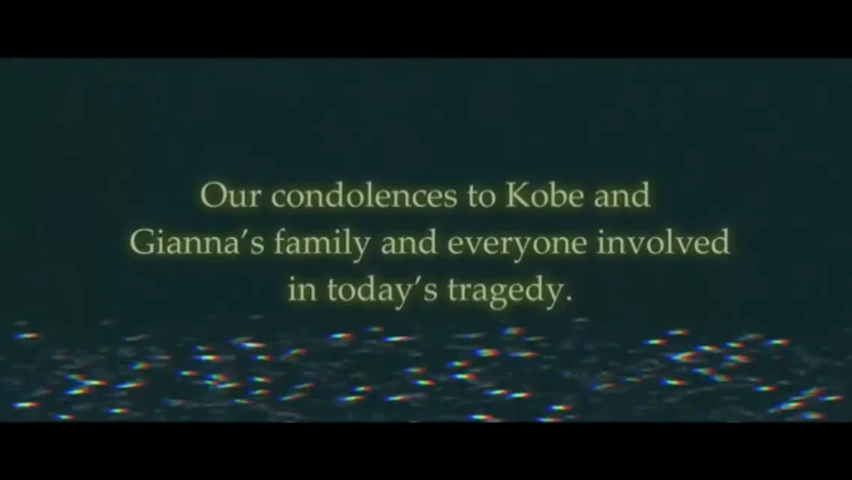 Our condolences to Kobe and
Gianna’s family and everyone involved
in today’s tragedy.